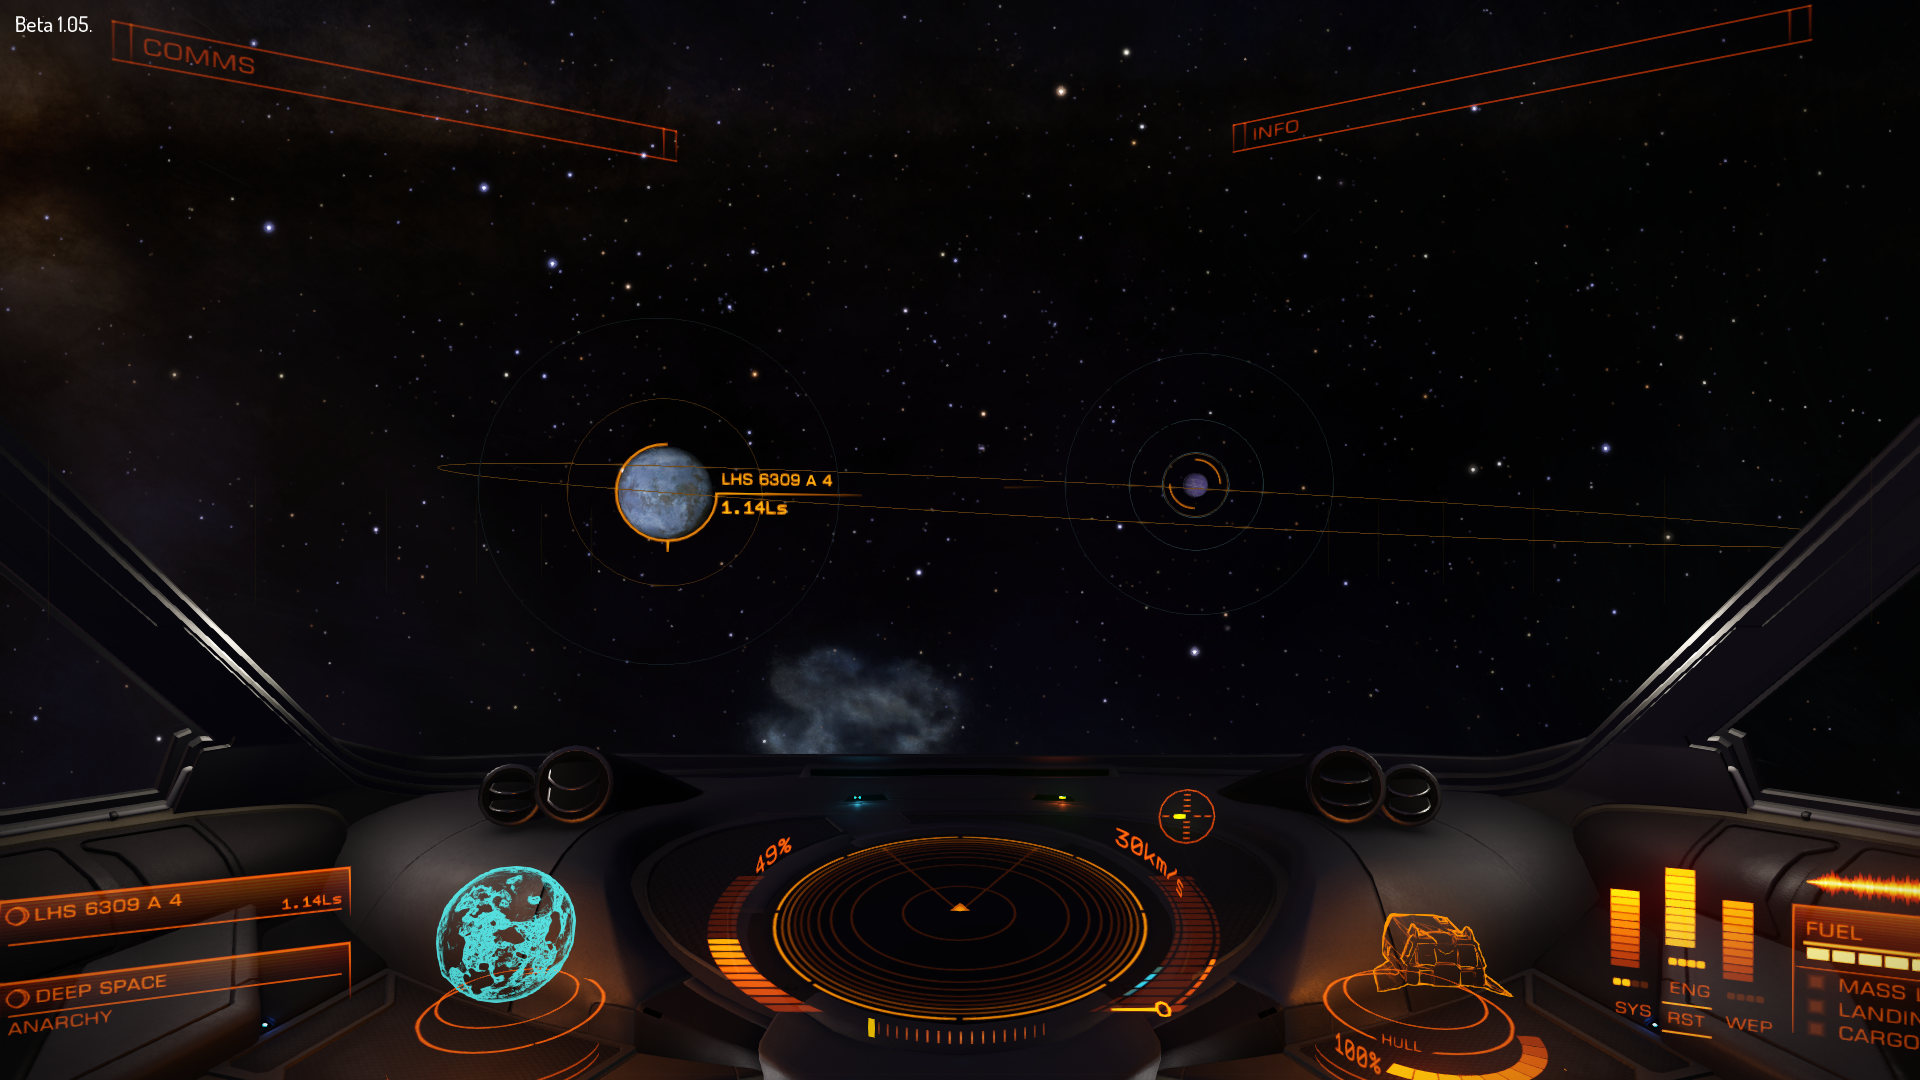 Beta 1.05.
COMMS
INFO
LHS 6309 A 4
1.14Ls
49%
30km/s
LHS 6309 A 4
1.14Ls
DEEP SPACE
ANARCHY
100%
HULL
SYS
ENG
RST
WEP
FUEL
MASS L
LANDIN
CARGO